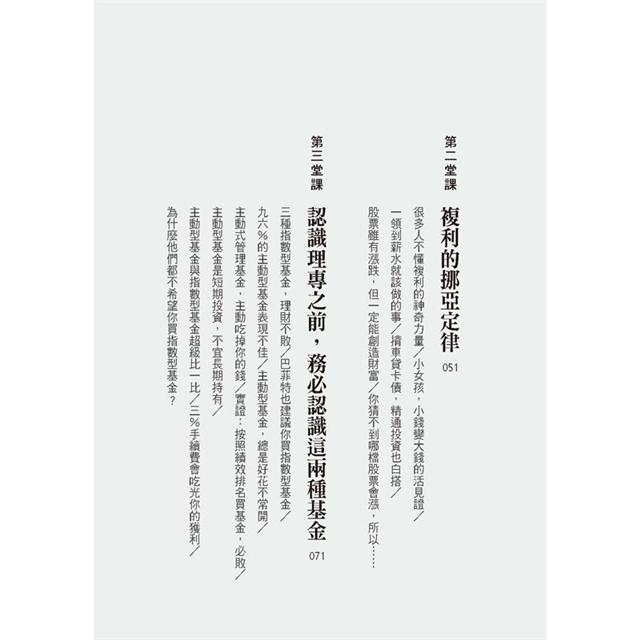 第二堂課
複利的挪亞定律 051
很多人不懂複利的神奇力量／小女孩，小錢變大錢的活見證／
一領到薪水就該做的事／揹車貸卡債，精通投資也白搭／
股票雖有漲跌，但一定能創造財富／你猜不到哪檔股票會漲，所以……
第三堂課
認識理專之前，務必認識這兩種基金 071
三種指數型基金，理財不敗／巴菲特也建議你買指數型基金／
九六％的主動型基金表現不佳／主動型基金，總是好花不常開／
主動式管理基金，主動吃掉你的錢／實證：按照績效排名買基金，必敗／
主動型基金是短期投資，不宜長期持有／
主動型基金與指數型基金超級比一比／三％手續費會吃光你的獲利／
為什麼他們都不希望你買指數型基金？